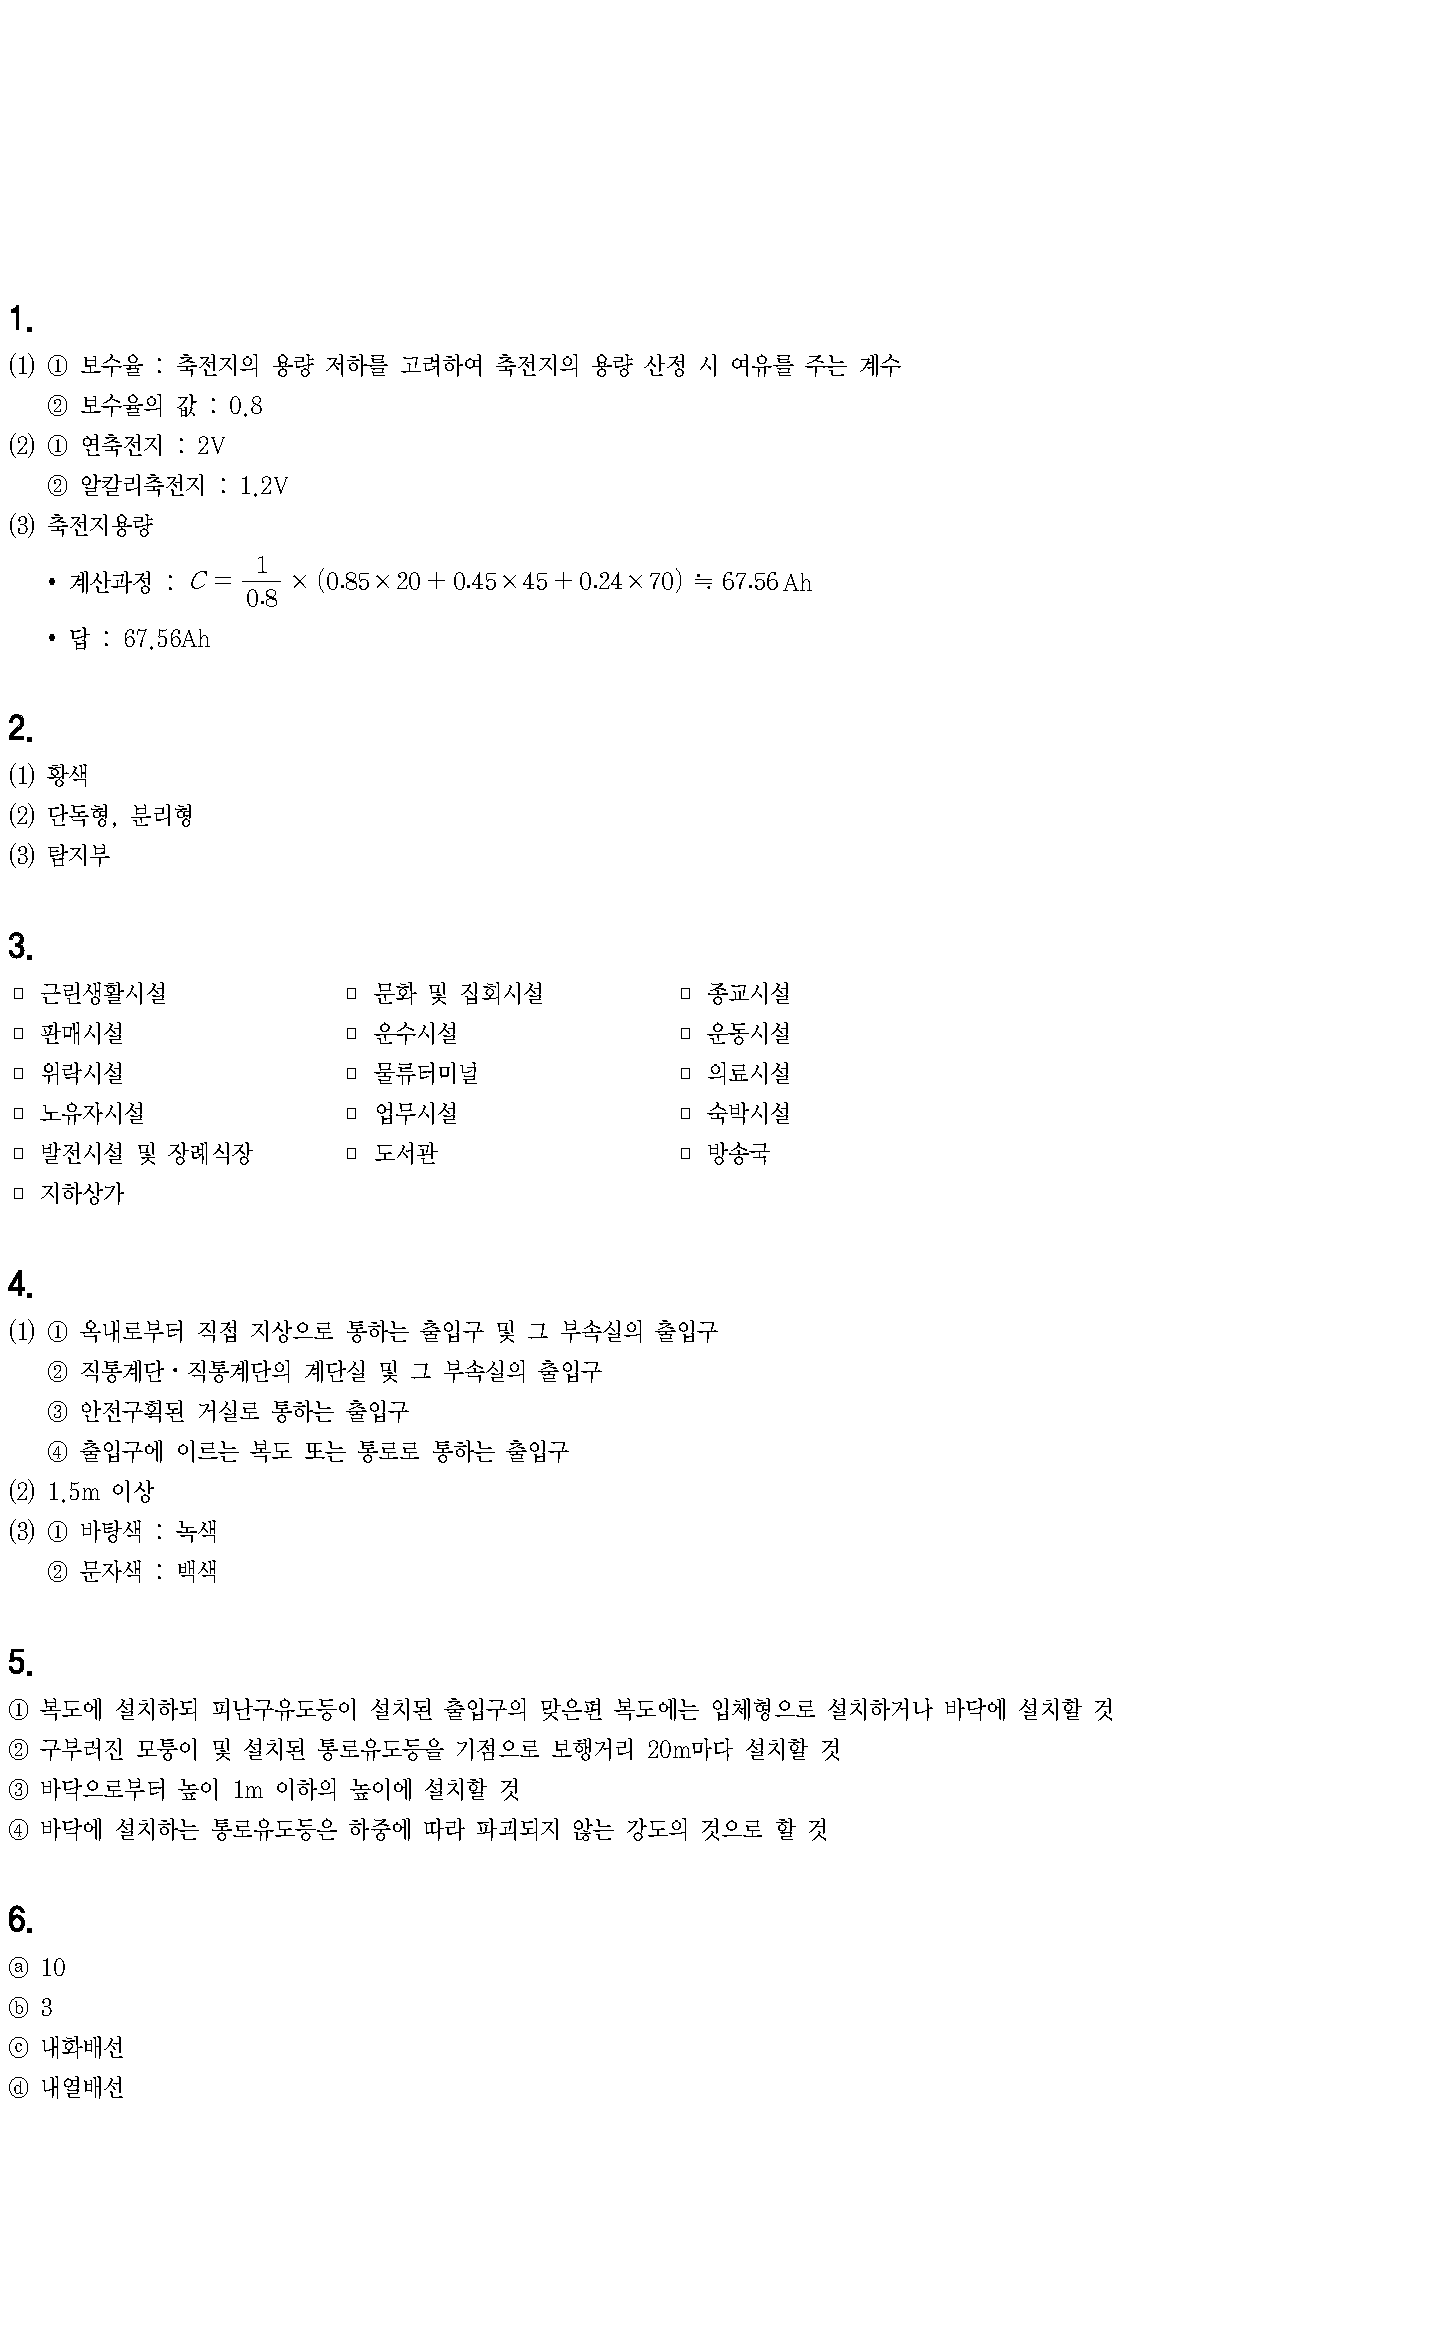 1.
(1) ① 보수율 : 축전지의 용량 저하를 고려하여 축전지의 용량 산정 시 여유를 주는 계수
② 보수율의 값 : 0.8
(2) ① 연축전지 : 2V
② 알칼리축전지 : 1.2V
(3) 축전지용량
• 계산과정 : C = 1/0.8 × (0.85×20 + 0.45×45 + 0.24×70) ≒ 67.56 Ah
• 답 : 67.56Ah
2.
(1) 황색
(2) 단독형, 분리형
(3) 탐지부
3.
□ 근린생활시설 □ 문화 및 집회시설 □ 종교시설
□ 판매시설 □ 운수시설 □ 운동시설
□ 위락시설 □ 물류터미널 □ 의료시설
□ 노유자시설 □ 업무시설 □ 숙박시설
□ 발전시설 및 장례식장 □ 도서관 □ 방송국
□ 지하상가
4.
(1) ① 옥내로부터 직접 지상으로 통하는 출입구 및 그 부속실의 출입구
② 직통계단·직통계단의 계단실 및 그 부속실의 출입구
③ 안전구획된 거실로 통하는 출입구
④ 출입구에 이르는 복도 또는 통로로 통하는 출입구
(2) 1.5m 이상
(3) ① 바탕색 : 녹색
② 문자색 : 백색
5.
① 복도에 설치하되 피난구유도등이 설치된 출입구의 맞은편 복도에는 입체형으로 설치하거나 바닥에 설치할 것
② 구부러진 모퉁이 및 설치된 통로유도등을 기점으로 보행거리 20m마다 설치할 것
③ 바닥으로부터 높이 1m 이하의 높이에 설치할 것
④ 바닥에 설치하는 통로유도등은 하중에 따라 파괴되지 않는 강도의 것으로 할 것
6.
ⓐ 10
ⓑ 3
ⓒ 내화배선
ⓓ 내열배선